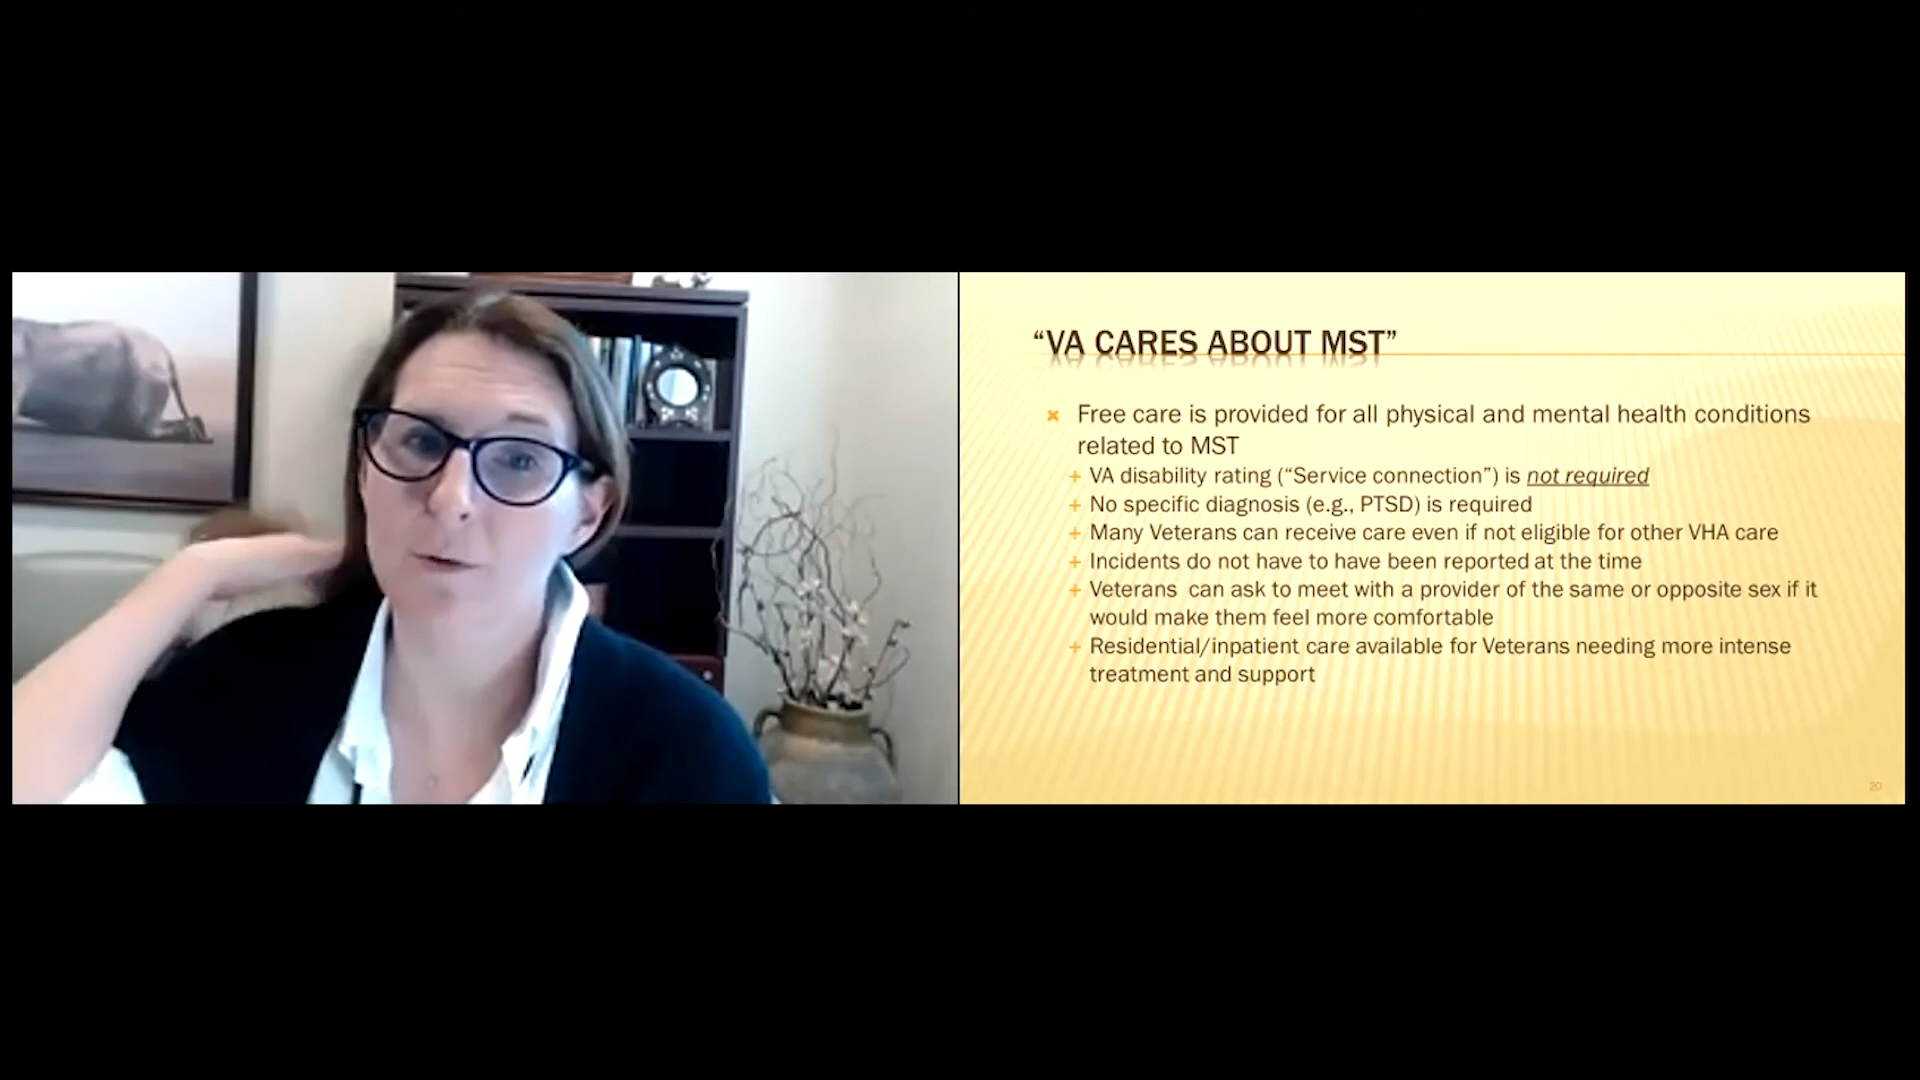 “VA CARES ABOUT MST”
Free care is provided for all physical and mental health conditions
related to MST
+ VA disability rating (“Service connection”) is not required
+ No specific diagnosis (e.g., PTSD) is required
+ Many Veterans can receive care even if not eligible for other VHA care
+ Incidents do not have to have been reported at the time
+ Veterans can ask to meet with a provider of the same or opposite sex if it
would make them feel more comfortable
+ Residential/inpatient care available for Veterans needing more intense
treatment and support
20